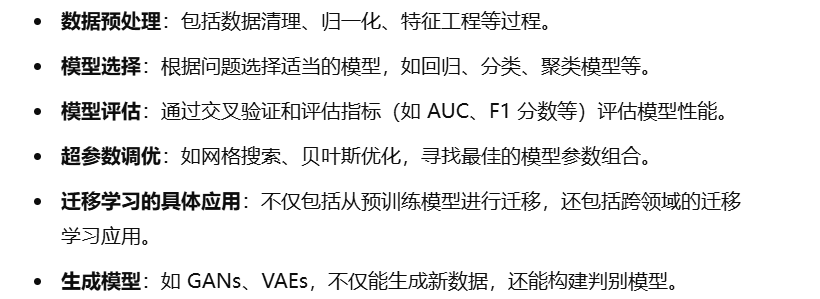 • 数据预处理：包括数据清理、归一化、特征工程等过程。
• 模型选择：根据问题选择适当的模型，如回归、分类、聚类模型等。
• 模型评估：通过交叉验证和评估指标（如 AUC、F1 分数等）评估模型性能。
• 超参数调优：如网格搜索、贝叶斯优化，寻找最佳的模型参数组合。
• 迁移学习的具体应用：不仅包括从预训练模型进行迁移，还包括跨领域的迁移
学习应用。
• 生成模型：如 GANs、VAEs，不仅能生成新数据，还能构建判别模型。